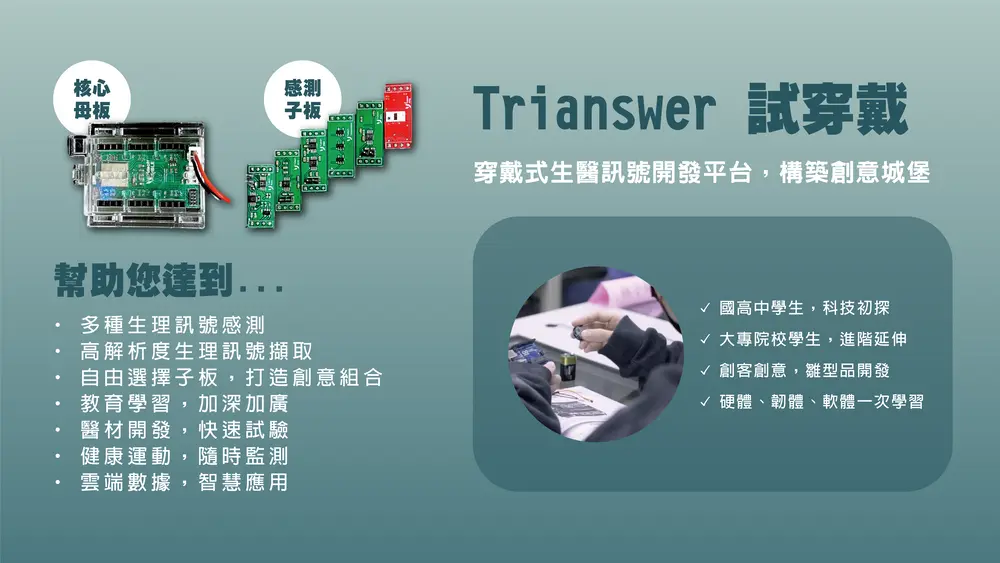 核心
母板
感測
子板
Trianswer 試穿戴
穿戴式生醫訊號開發平台，構築創意城堡
幫助您達到...
• 多種生理訊號感測
• 高解析度生理訊號擷取
• 自由選擇子板，打造創意組合
• 教育學習，加深加廣
• 醫材開發，快速試驗
• 健康運動，隨時監測
• 雲端數據，智慧應用
✓ 國高中學生，科技初探
✓ 大專院校學生，進階延伸
✓ 創客創意，雛型品開發
✓ 硬體、韌體、軟體一次學習